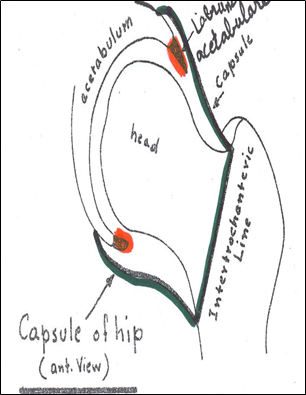 Labrum
acetabulare
capsule
acetabulum
head
Intertrochanteric
Line
Capsule of hip
(ant. View)